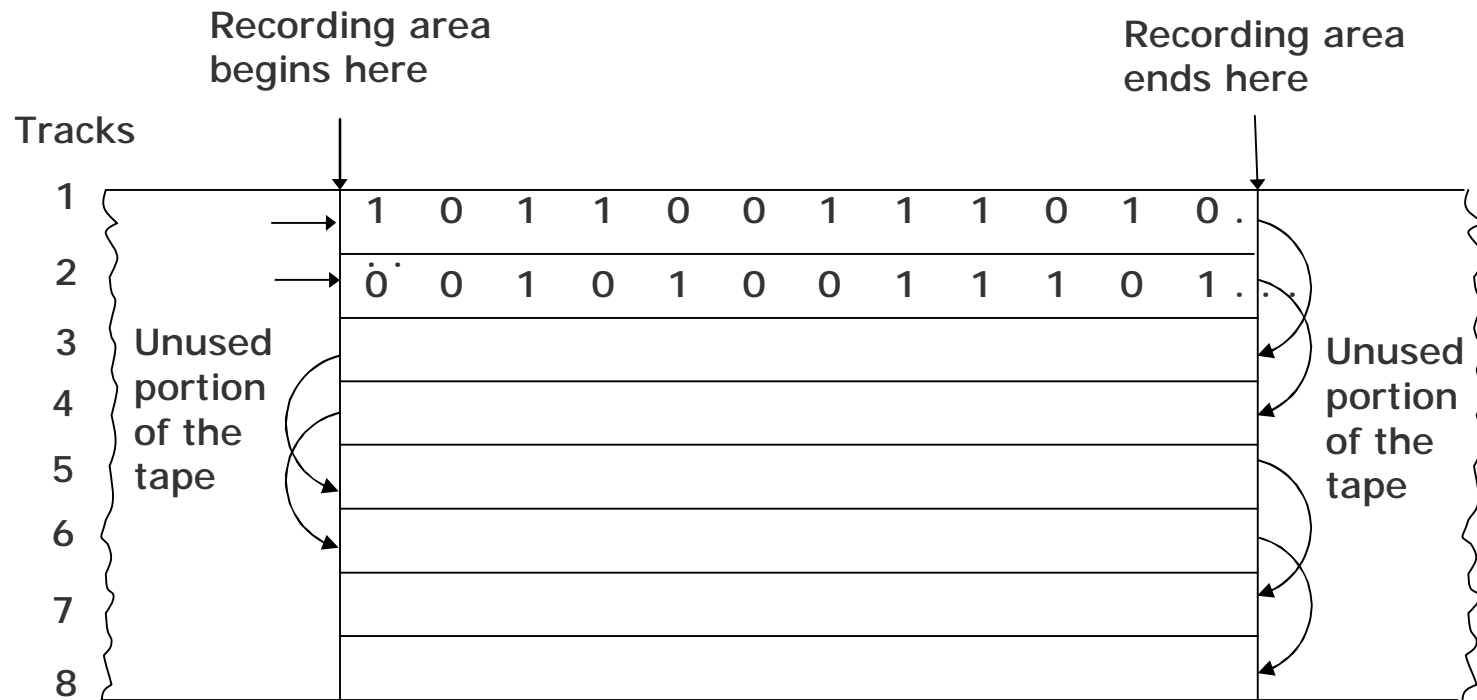 Recording area
begins here
Recording area
ends here
Tracks
1
1 0 1 1 0 0 1 1 1 0 1 0 .
. .
2
0 0 1 0 1 0 0 1 1 1 0 1 . . .
3
4
5
6
7
8
Unused
portion
of the
tape
Unused
portion
of the
tape